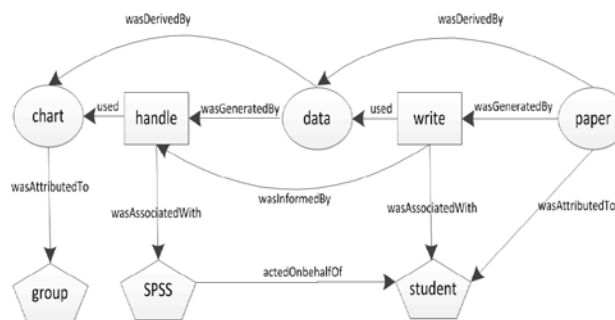 wasDerivedBy wasDerivedBy
chart used handle wasGeneratedBy data used write wasGeneratedBy paper
wasAttributedTo wasAssociatedWith wasInformedBy wasAssociatedWith wasAttributedTo
group SPSS actedOnbehalfOf student